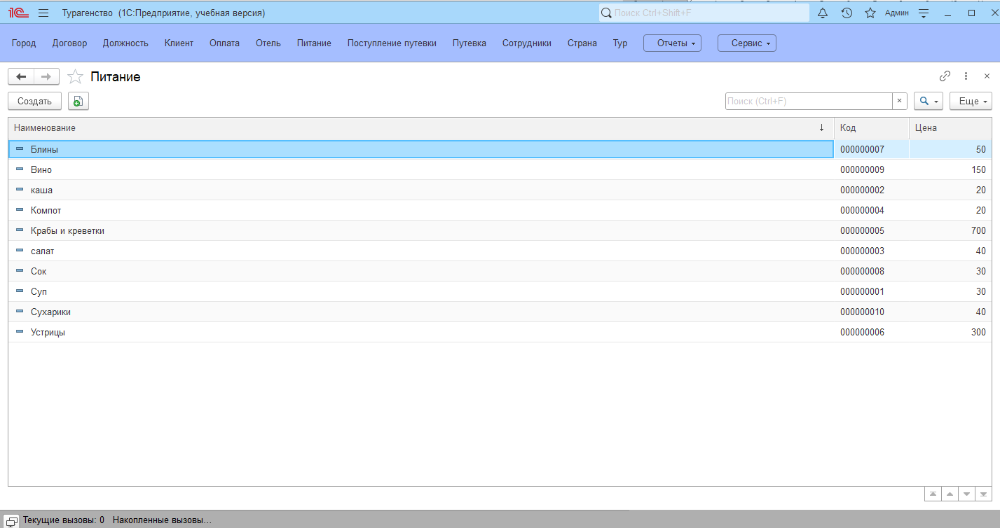 1С Турагенство (1С:Предприятие, учебная версия) Поиск Ctrl+Shift+F Админ
Город Договор Должность Клиент Оплата Отель Питание Поступление путевки Путевка Сотрудники Страна Тур Отчеты Сервис
Питание
Создать Поиск (Ctrl+F) × Еще
Наименование ↓ Код Цена
Блины 000000007 50
Вино 000000009 150
каша 000000002 20
Компот 000000004 20
Крабы и креветки 000000005 700
салат 000000003 40
Сок 000000008 30
Суп 000000001 30
Сухарики 000000010 40
Устрицы 000000006 300
Текущие вызовы: 0 Накопленные вызовы…